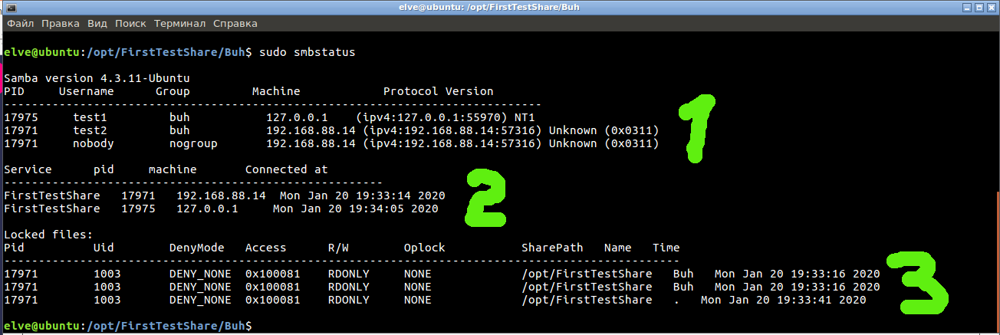 elve@ubuntu: /opt/FirstTestShare/Buh
Файл Правка Вид Поиск Терминал Справка
elve@ubuntu:/opt/FirstTestShare/Buh$ sudo smbstatus
Samba version 4.3.11-Ubuntu
PID     Username      Group              Machine            Protocol Version
------------------------------------------------------------------------------
17975     test1         buh            127.0.0.1    (ipv4:127.0.0.1:55970) NT1
17971     test2         buh            192.168.88.14 (ipv4:192.168.88.14:57316) Unknown (0x0311)
17971     nobody        nogroup        192.168.88.14 (ipv4:192.168.88.14:57316) Unknown (0x0311)
1
Service      pid     machine       Connected at
-------------------------------------------------------
FirstTestShare   17971   192.168.88.14  Mon Jan 20 19:33:14 2020
FirstTestShare   17975   127.0.0.1     Mon Jan 20 19:34:05 2020
2
Locked files:
Pid          Uid        DenyMode   Access      R/W        Oplock           SharePath   Name   Time
--------------------------------------------------------------------------------------------------
17971        1003       DENY_NONE  0x100081    RDONLY     NONE             /opt/FirstTestShare   Buh   Mon Jan 20 19:33:16 2020
17971        1003       DENY_NONE  0x100081    RDONLY     NONE             /opt/FirstTestShare   Buh   Mon Jan 20 19:33:16 2020
17971        1003       DENY_NONE  0x100081    RDONLY     NONE             /opt/FirstTestShare   .   Mon Jan 20 19:33:41 2020
3
elve@ubuntu:/opt/FirstTestShare/Buh$